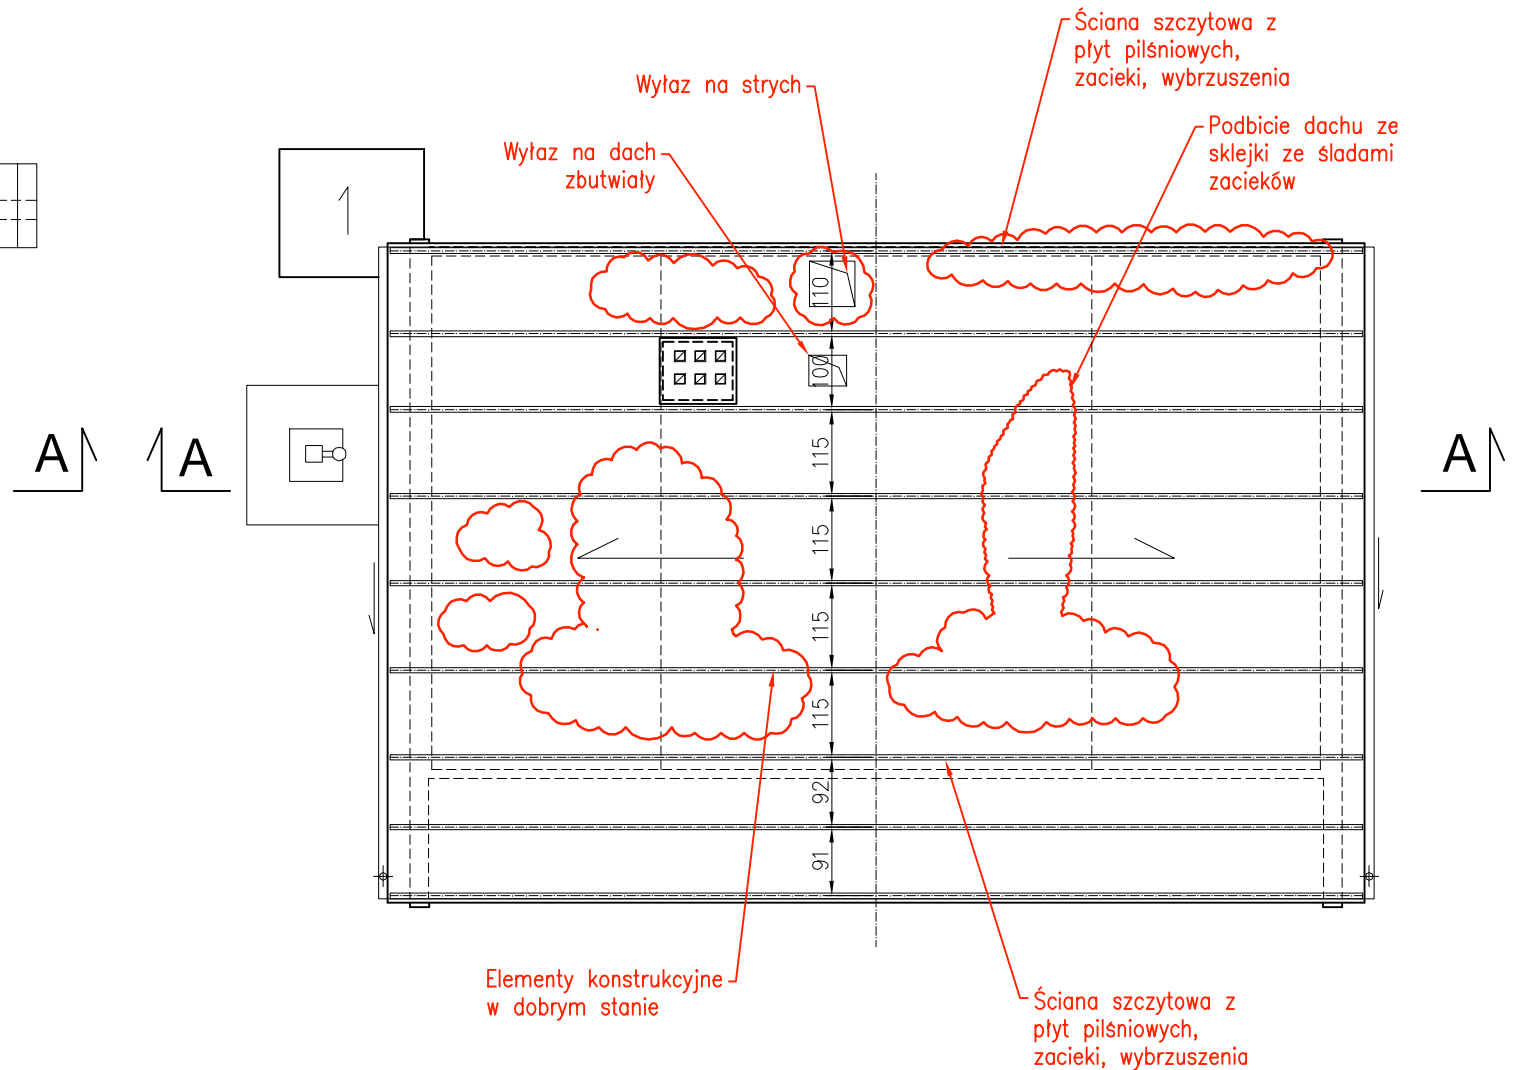 Ściana szczytowa z
płyt pilśniowych,
zacieki, wybrzuszenia
Wyłaz na strych
Podbicie dachu ze
sklejki ze śladami
zacieków
Wyłaz na dach
zbutwiały
110
100
A
A
A
115
115
115
115
92
91
Elementy konstrukcyjne
w dobrym stanie
Ściana szczytowa z
płyt pilśniowych,
zacieki, wybrzuszenia